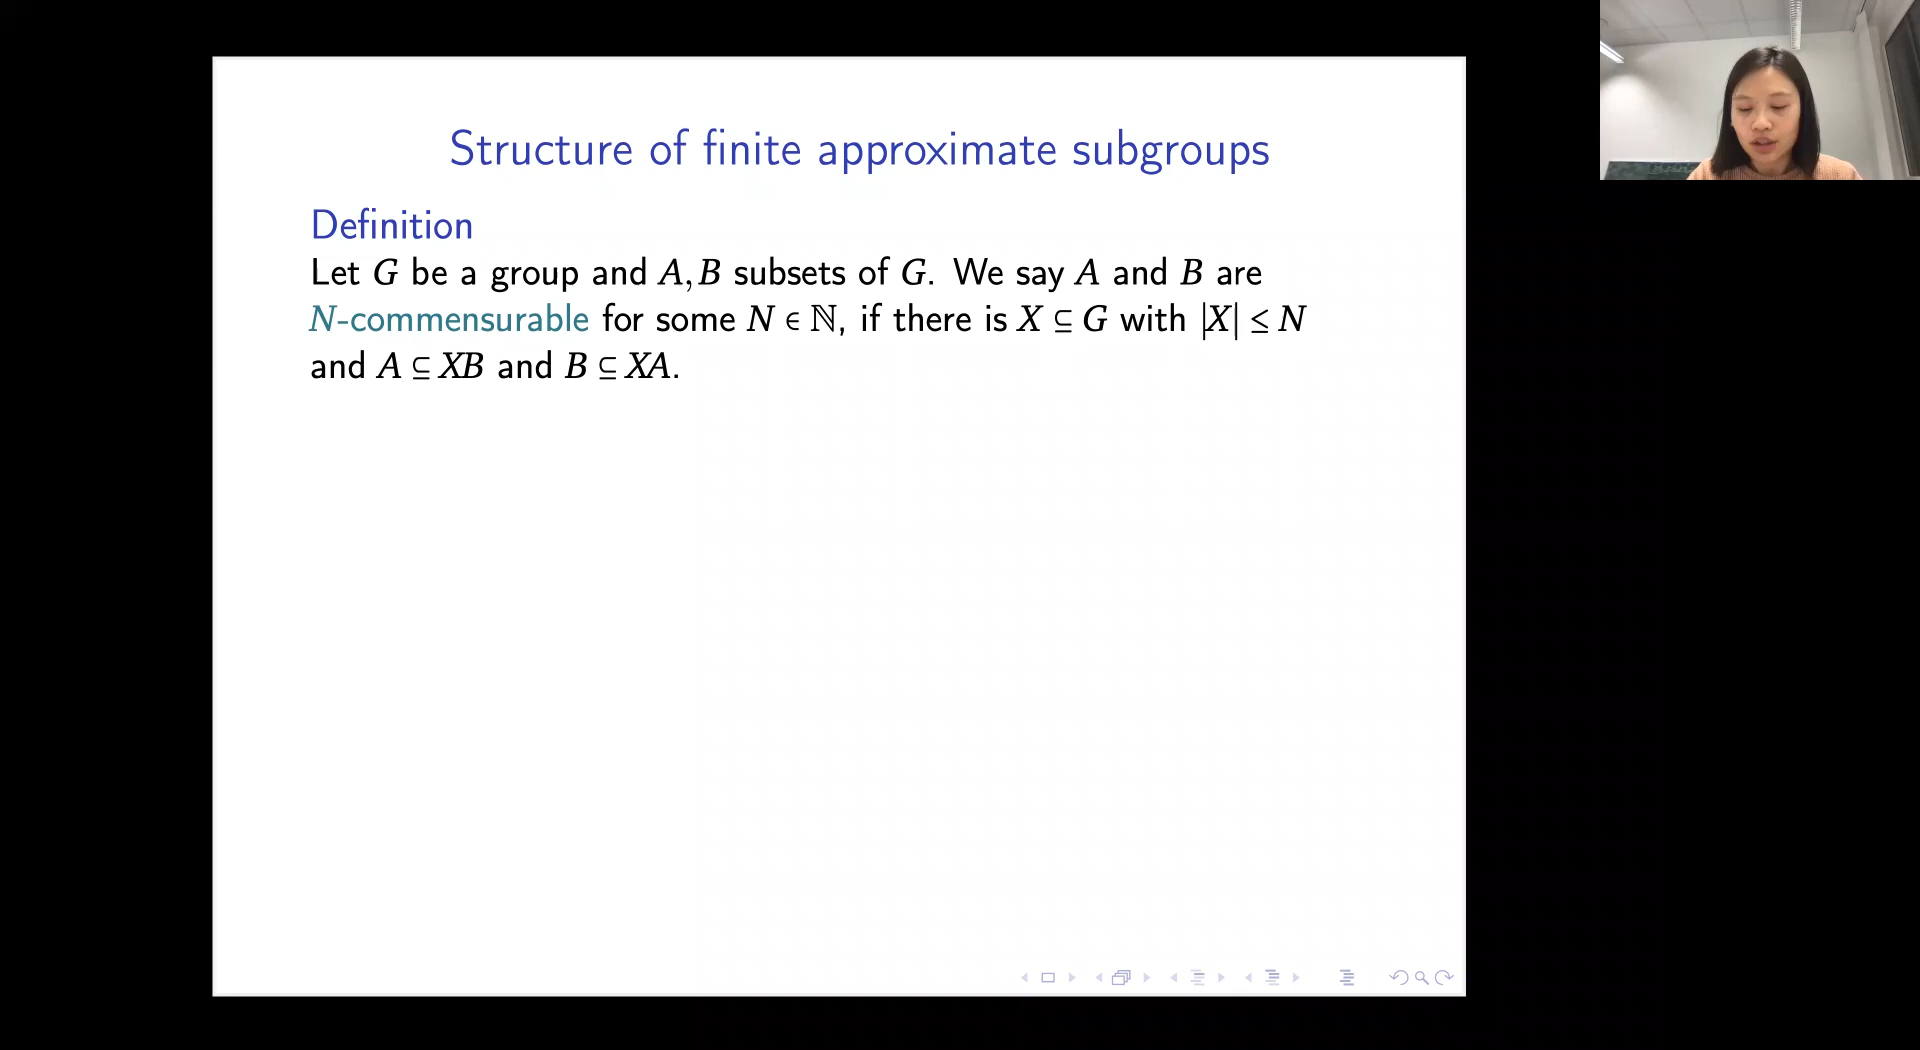 Structure of finite approximate subgroups
Definition
Let G be a group and A, B subsets of G. We say A and B are
N-commensurable for some N ∈ ℕ, if there is X ⊆ G with |X| ≤ N
and A ⊆ XB and B ⊆ XA.